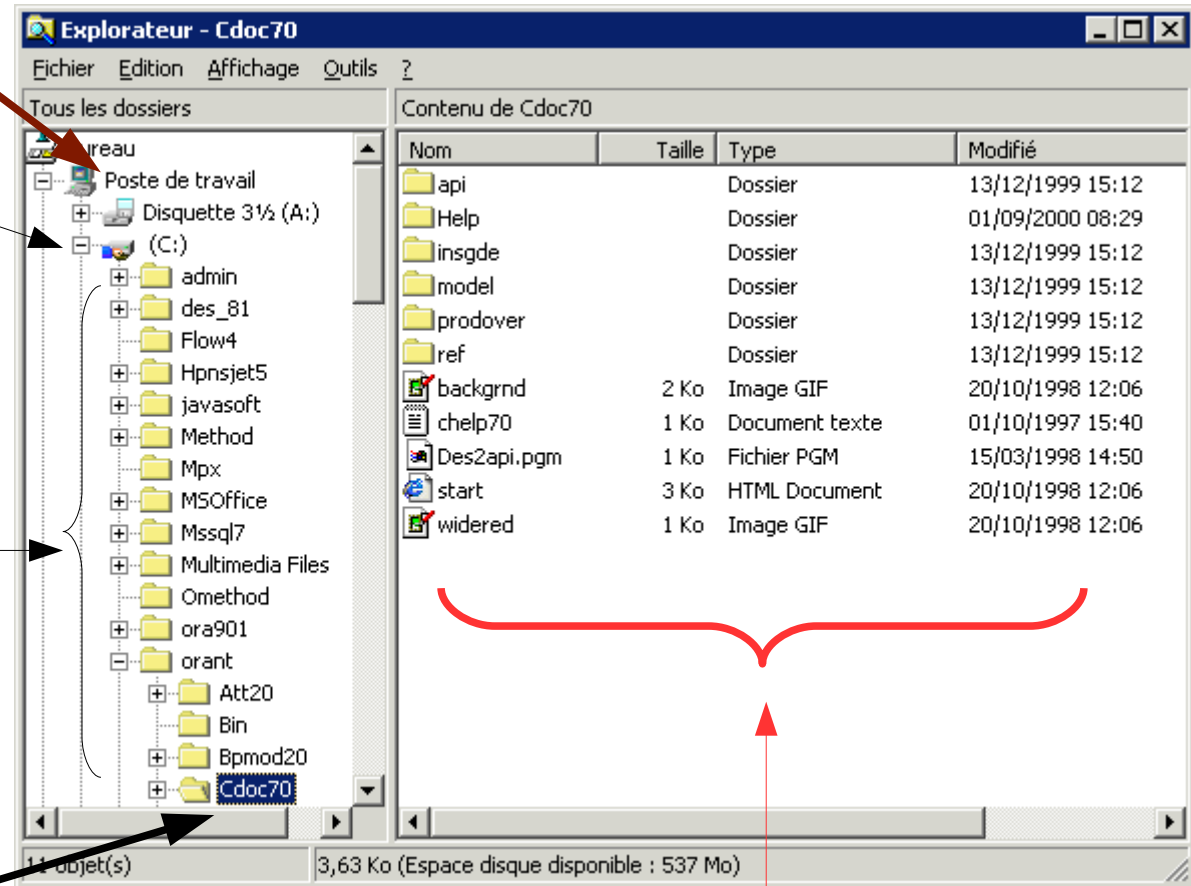 Explorateur - Cdoc70
Fichier Edition Affichage Outils ?
Tous les dossiers
Contenu de Cdoc70
ureau
Poste de travail
Disquette 3½ (A:)
(C:)
admin
des_81
Flow4
Hpnsjet5
javasoft
Method
Mpx
MSOffice
Mssql7
Multimedia Files
Omethod
ora901
orant
Att20
Bin
Bpmod20
Cdoc70
Nom Taille Type Modifié
api Dossier 13/12/1999 15:12
Help Dossier 01/09/2000 08:29
insgde Dossier 13/12/1999 15:12
model Dossier 13/12/1999 15:12
prodover Dossier 13/12/1999 15:12
ref Dossier 13/12/1999 15:12
backgrnd 2 Ko Image GIF 20/10/1998 12:06
chelp70 1 Ko Document texte 01/10/1997 15:40
Des2api.pgm 1 Ko Fichier PGM 15/03/1998 14:50
start 3 Ko HTML Document 20/10/1998 12:06
widered 1 Ko Image GIF 20/10/1998 12:06
11 objet(s)
3,63 Ko (Espace disque disponible : 537 Mo)